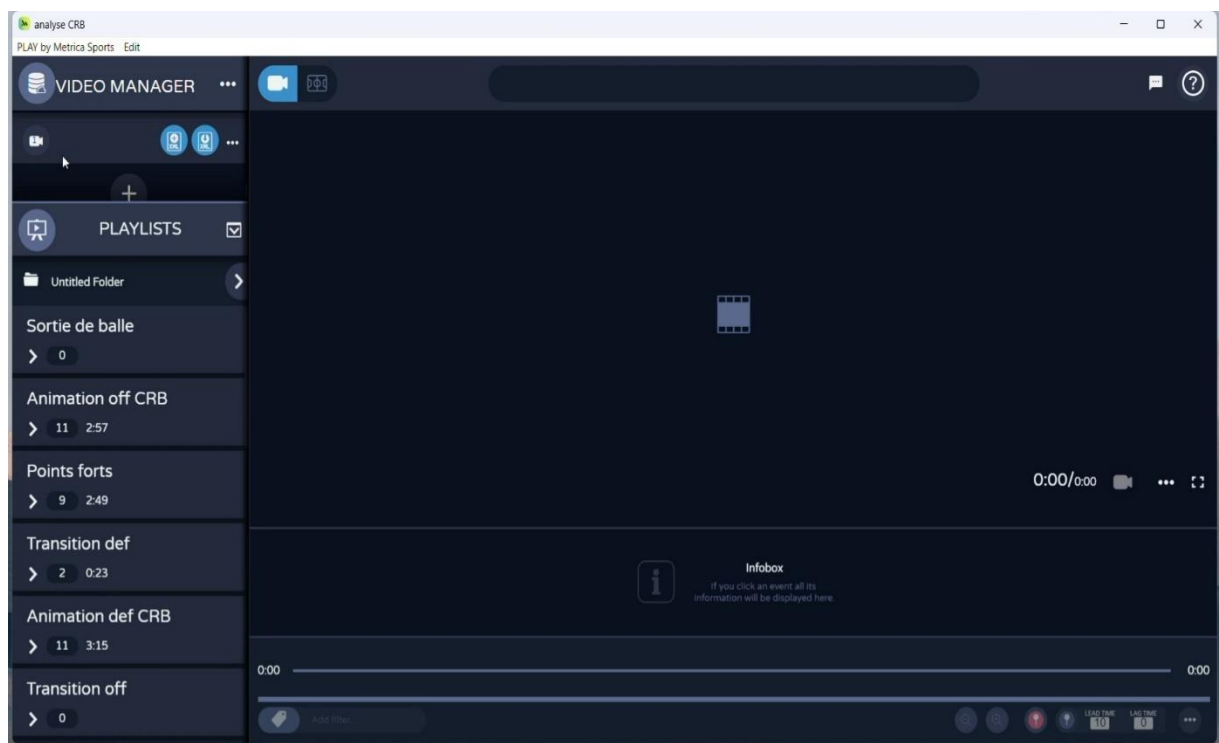 analyse CRB
PLAY by Metrica Sports Edit
VIDEO MANAGER
1
XML XML
PLAYLISTS
Untitled Folder
Sortie de balle
0
Animation off CRB
11 2:57
Points forts
9 2:49
Transition def
2 0:23
Animation def CRB
11 3:15
Transition off
0
0:00/0:00
Infobox
If you click an event all its
information will be displayed here.
0:00 0:00
Add filter...
LEAD TIME LAG TIME
10 0